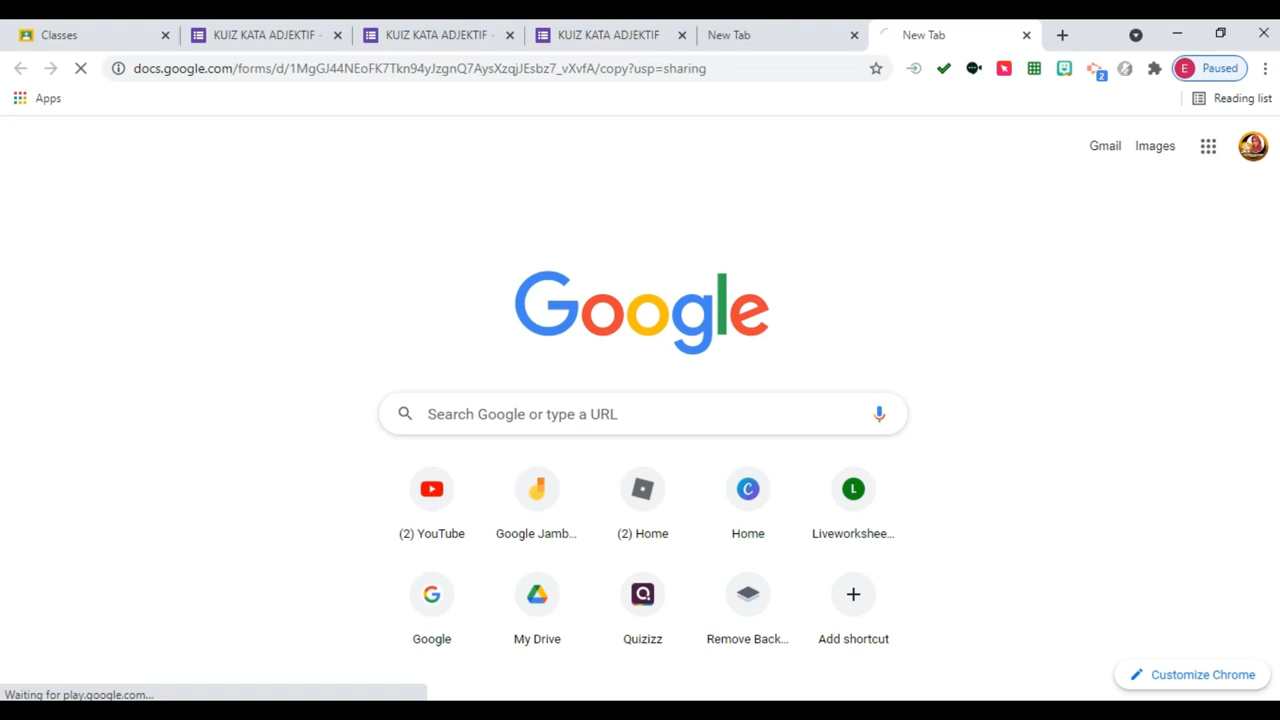 Classes
KUIZ KATA ADJEKTIF -
KUIZ KATA ADJEKTIF -
KUIZ KATA ADJEKTIF
New Tab
New Tab
docs.google.com/forms/d/1MgGJ44NEoFK7Tkn94yJzgnQ7AysXzqjJEsbz7_vXvfA/copy?usp=sharing
2
E Paused
Apps
Reading list
Gmail Images
Google
Search Google or type a URL
C L
(2) YouTube Google Jamb... (2) Home Home Liveworkshee...
Google My Drive Quizizz Remove Back... Add shortcut
Customize Chrome
Waiting for play.google.com...